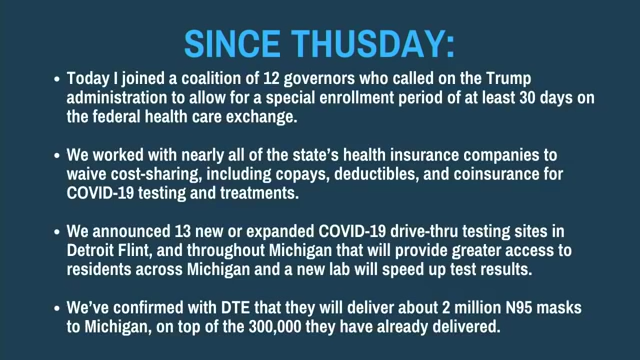 SINCE THUSDAY:
• Today I joined a coalition of 12 governors who called on the Trump
administration to allow for a special enrollment period of at least 30 days on
the federal health care exchange.
• We worked with nearly all of the state's health insurance companies to
waive cost-sharing, including copays, deductibles, and coinsurance for
COVID-19 testing and treatments.
• We announced 13 new or expanded COVID-19 drive-thru testing sites in
Detroit Flint, and throughout Michigan that will provide greater access to
residents across Michigan and a new lab will speed up test results.
• We've confirmed with DTE that they will deliver about 2 million N95 masks
to Michigan, on top of the 300,000 they have already delivered.